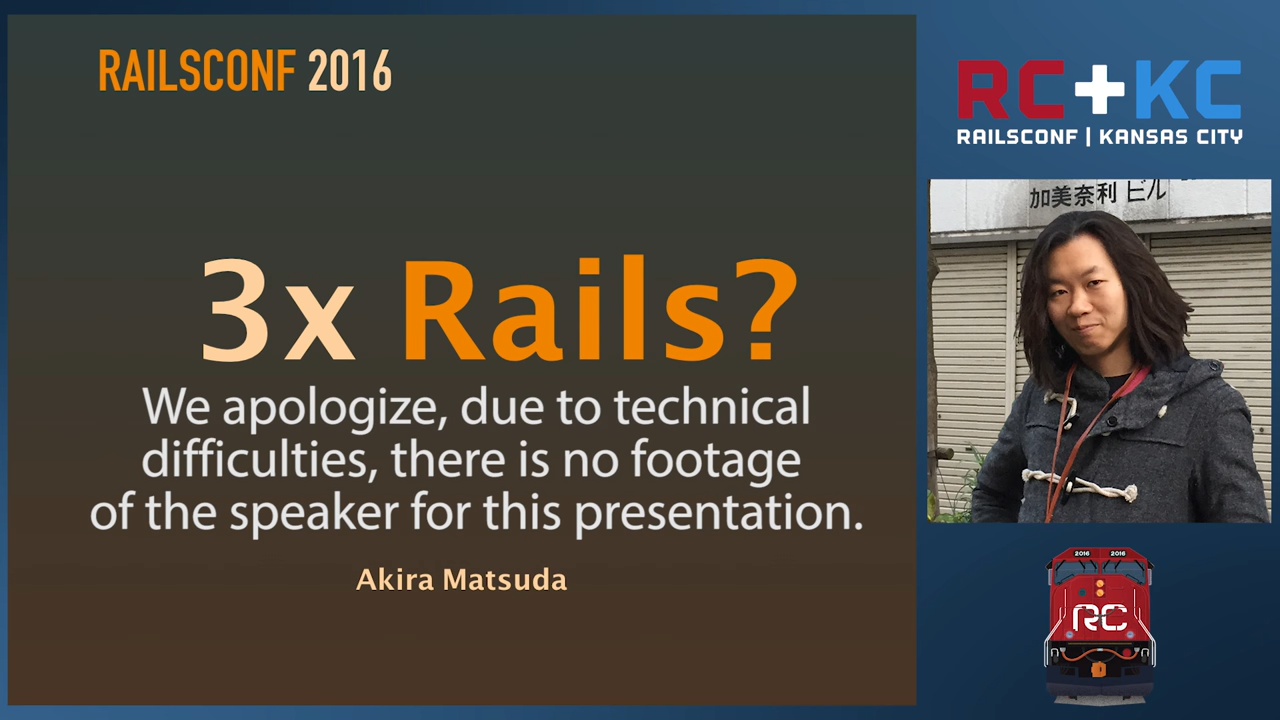 RAILSCONF 2016
3x Rails?
We apologize, due to technical
difficulties, there is no footage
of the speaker for this presentation.
Akira Matsuda
RC+KC
RAILSCONF | KANSAS CITY
加美奈利 ビル
2016 2016
RC